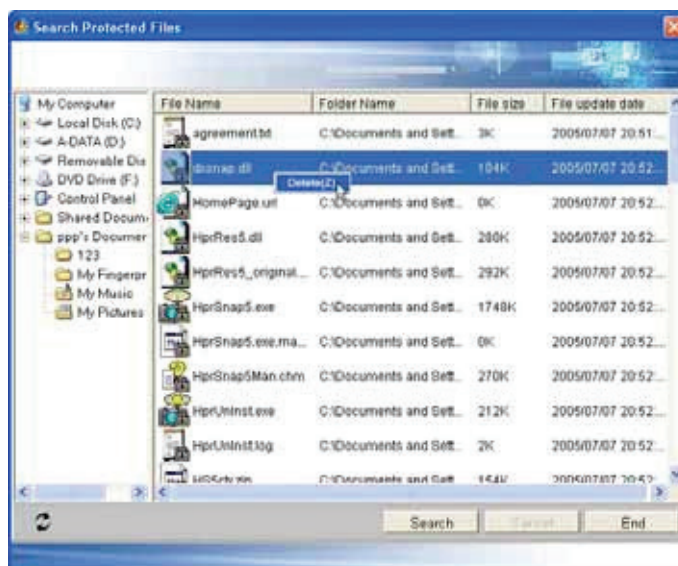 Search Protected Files
My Computer
Local Disk (C:)
A-DATA (D:)
Removable Dis
DVD Drive (F:)
Control Panel
Shared Docum
ppp's Documer
123
My Fingerpr
My Music
My Pictures
File Name Folder Name File size File update date
agreement.txt C:\Documents and Sett... 3K 2005/07/07 20:51...
104K 2005/07/07 20:52...
Delete(Z)
HomePage.url C:\Documents and Sett... 0K 2005/07/07 20:52...
HprRes5.dll C:\Documents and Sett... 280K 2005/07/07 20:52...
HprRes5_original... C:\Documents and Sett... 292K 2005/07/07 20:52...
HprSnap5.exe C:\Documents and Sett... 1748K 2005/07/07 20:52...
HprSnap5.exe.ma... C:\Documents and Sett... 0K 2005/07/07 20:52...
HprSnap5Man.chm C:\Documents and Sett... 270K 2005/07/07 20:52...
HprUnInst.exe C:\Documents and Sett... 212K 2005/07/07 20:52...
HprUnInst.log C:\Documents and Sett... 2K 2005/07/07 20:52...
C:\Documents and Sett... 154K 2005/07/07 20:52...
Search Cancel End